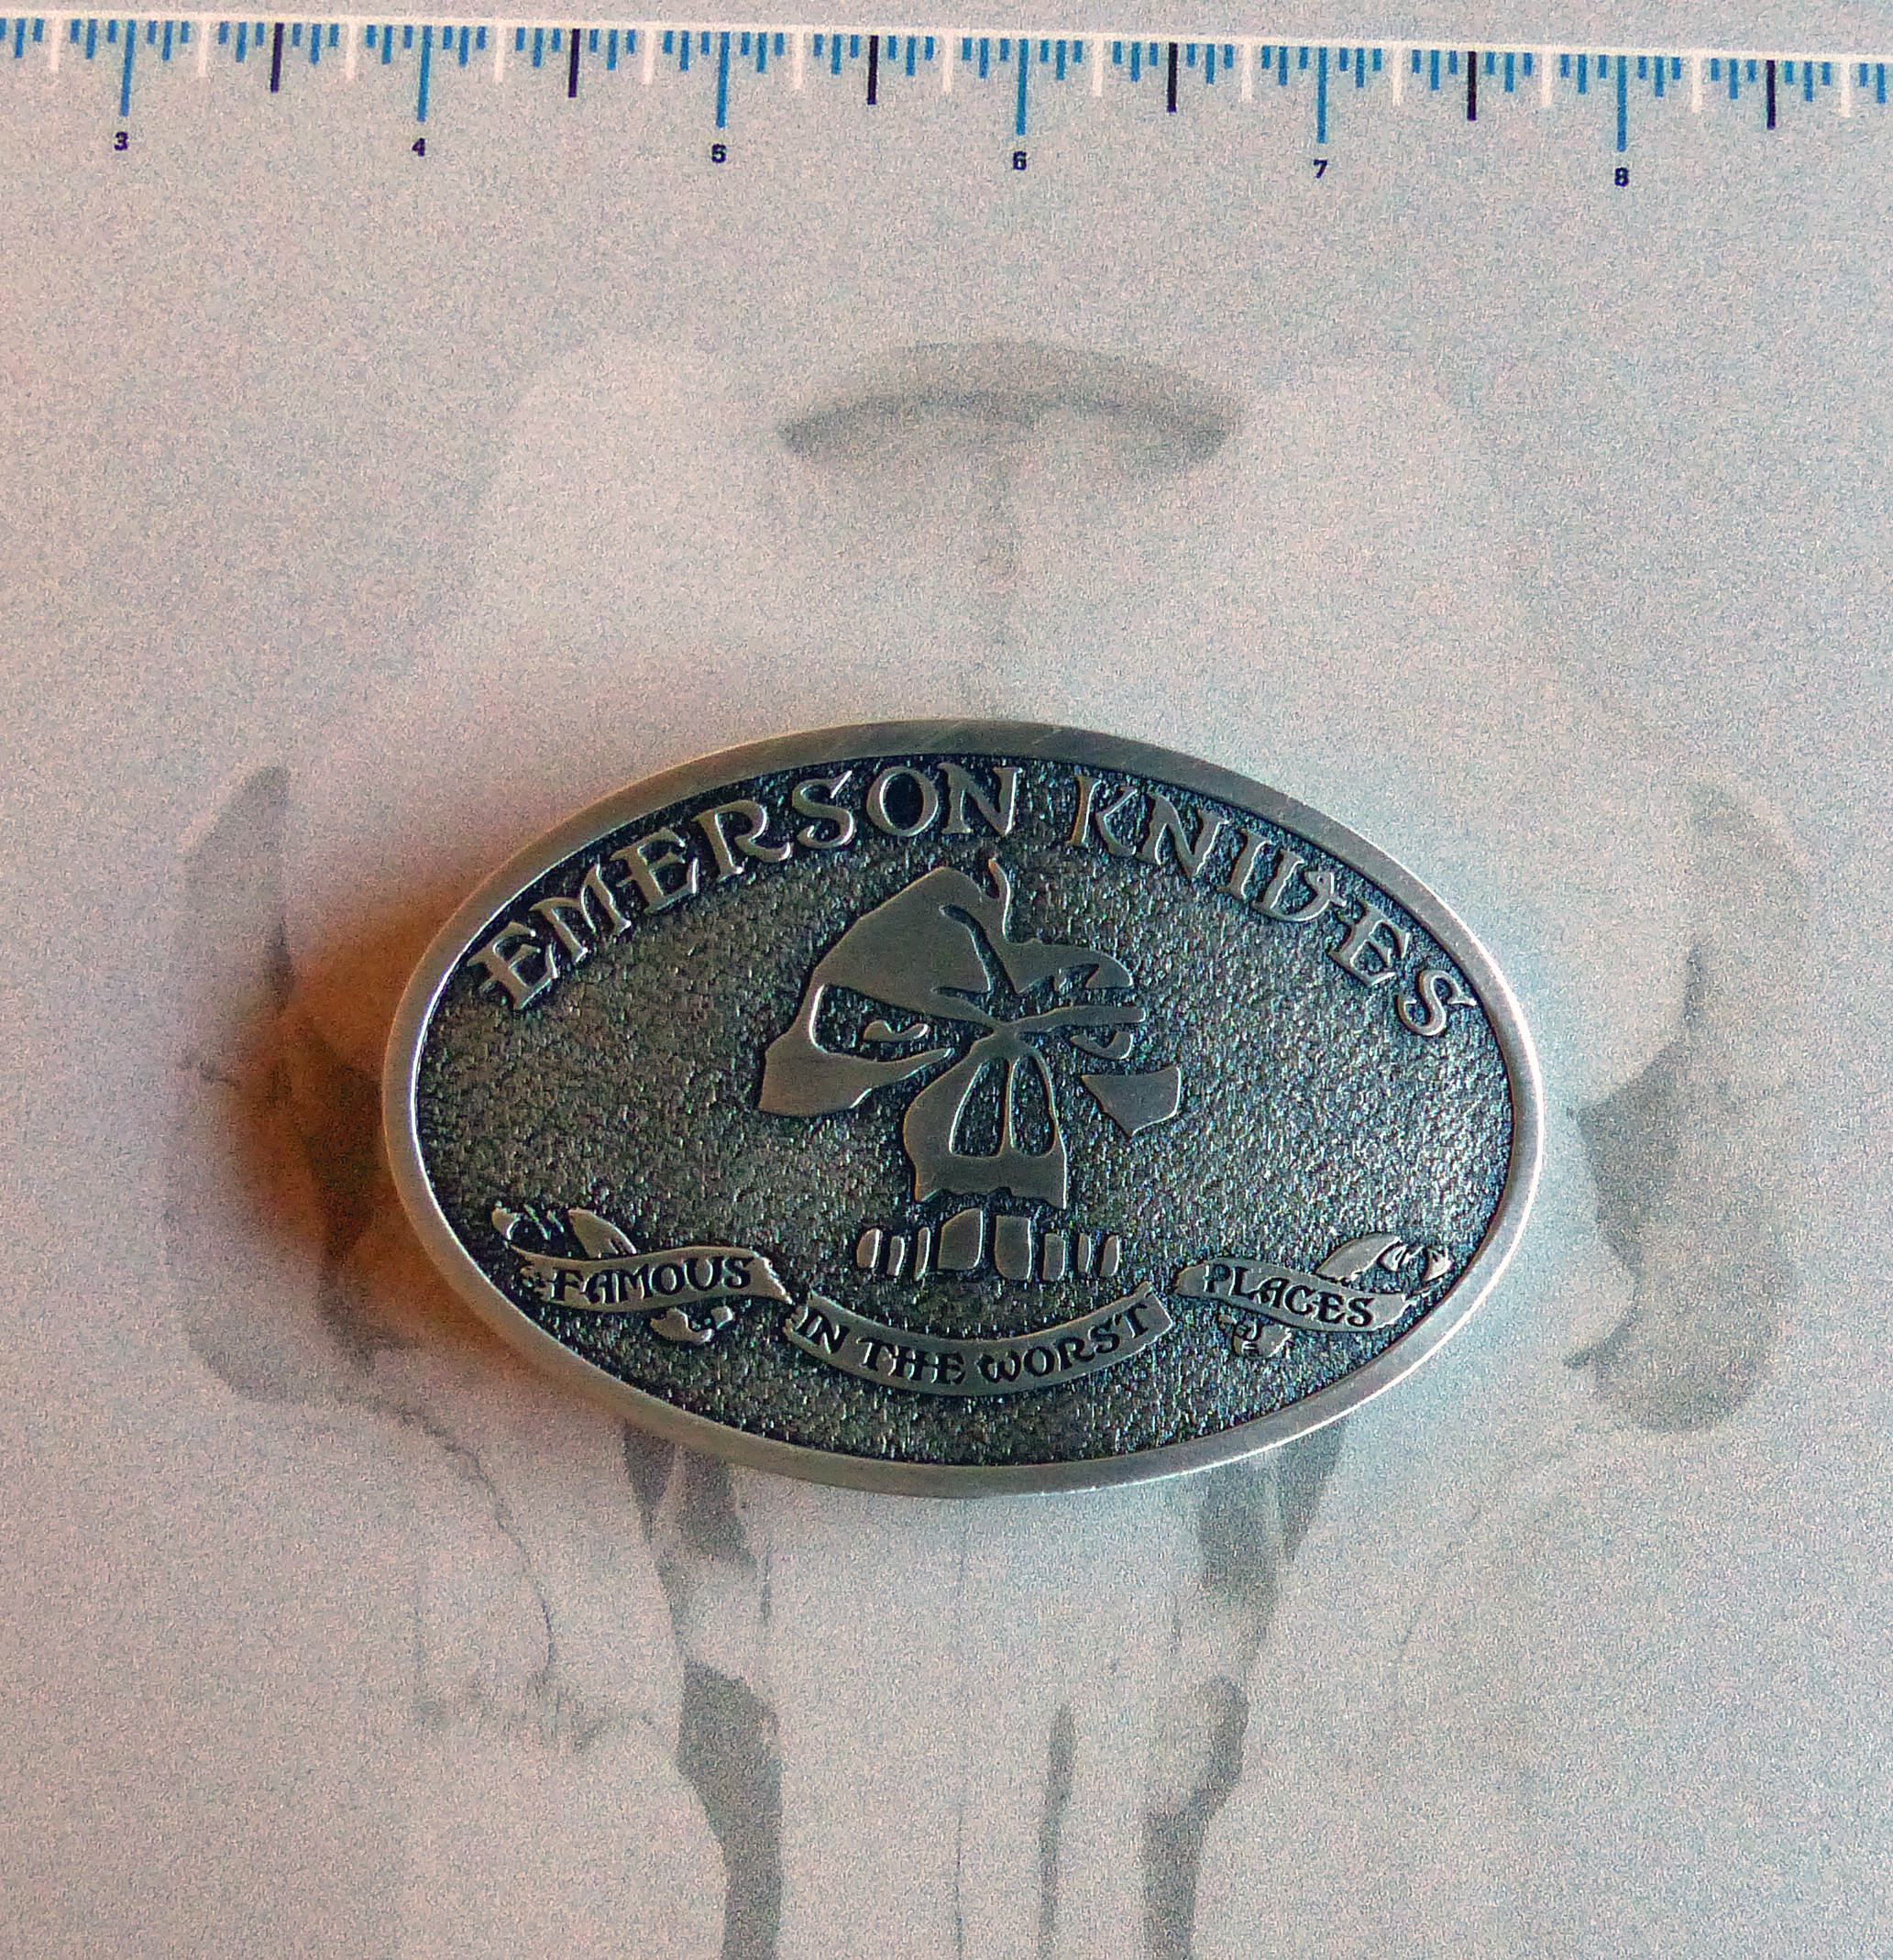 3 4 5 6 7 8
EMERSON KNIVES
FAMOUS
IN THE WORST
PLACES